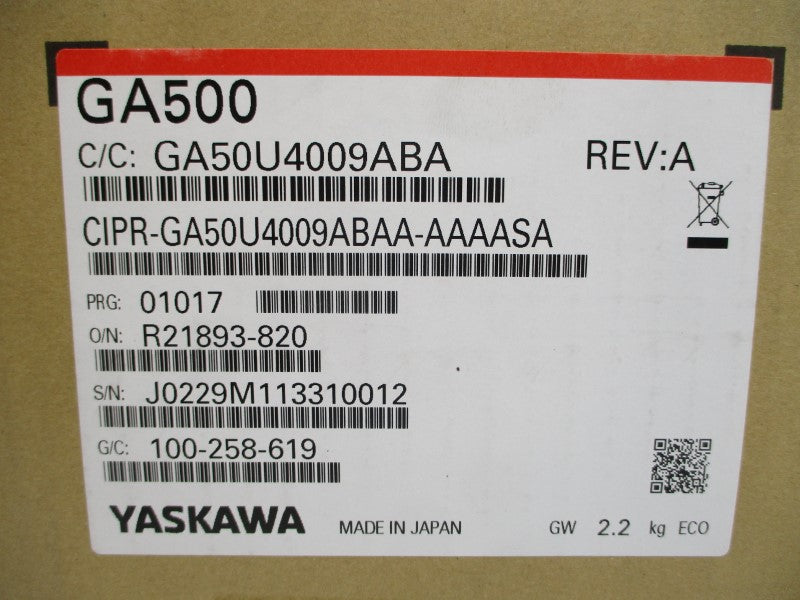 GA500
C/C: GA50U4009ABA REV:A
CIPR-GA50U4009ABAA-AAAASA
PRG: 01017
O/N: R21893-820
S/N: J0229M113310012
G/C: 100-258-619
YASKAWA MADE IN JAPAN GW 2.2 kg ECO